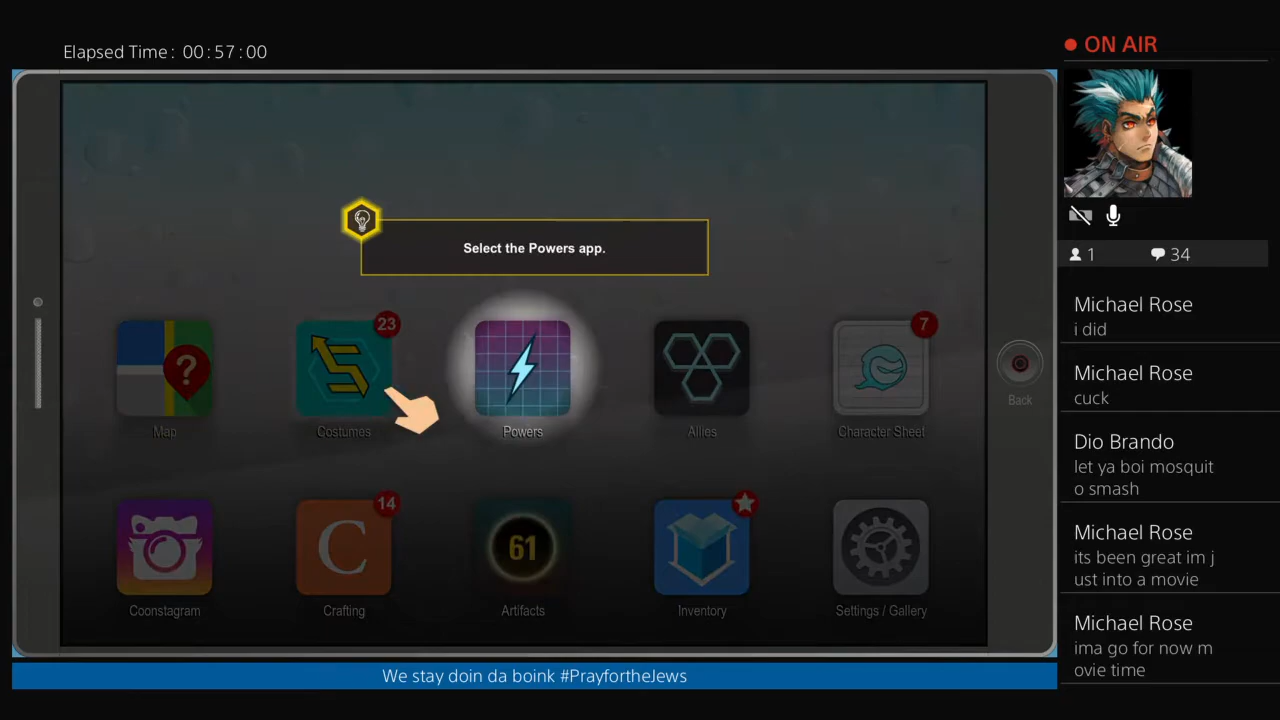 Elapsed Time: 00:57:00
ON AIR
Select the Powers app.
1
34
Michael Rose
i did
Michael Rose
cuck
Dio Brando
let ya boi mosquit
o smash
Michael Rose
its been great im j
ust into a movie
Michael Rose
ima go for now m
ovie time
?
23
7
Map
Costumes
Powers
Allies
Character Sheet
Back
14
C
61
Coonstagram
Crafting
Artifacts
Inventory
Settings / Gallery
We stay doin da boink #PrayfortheJews